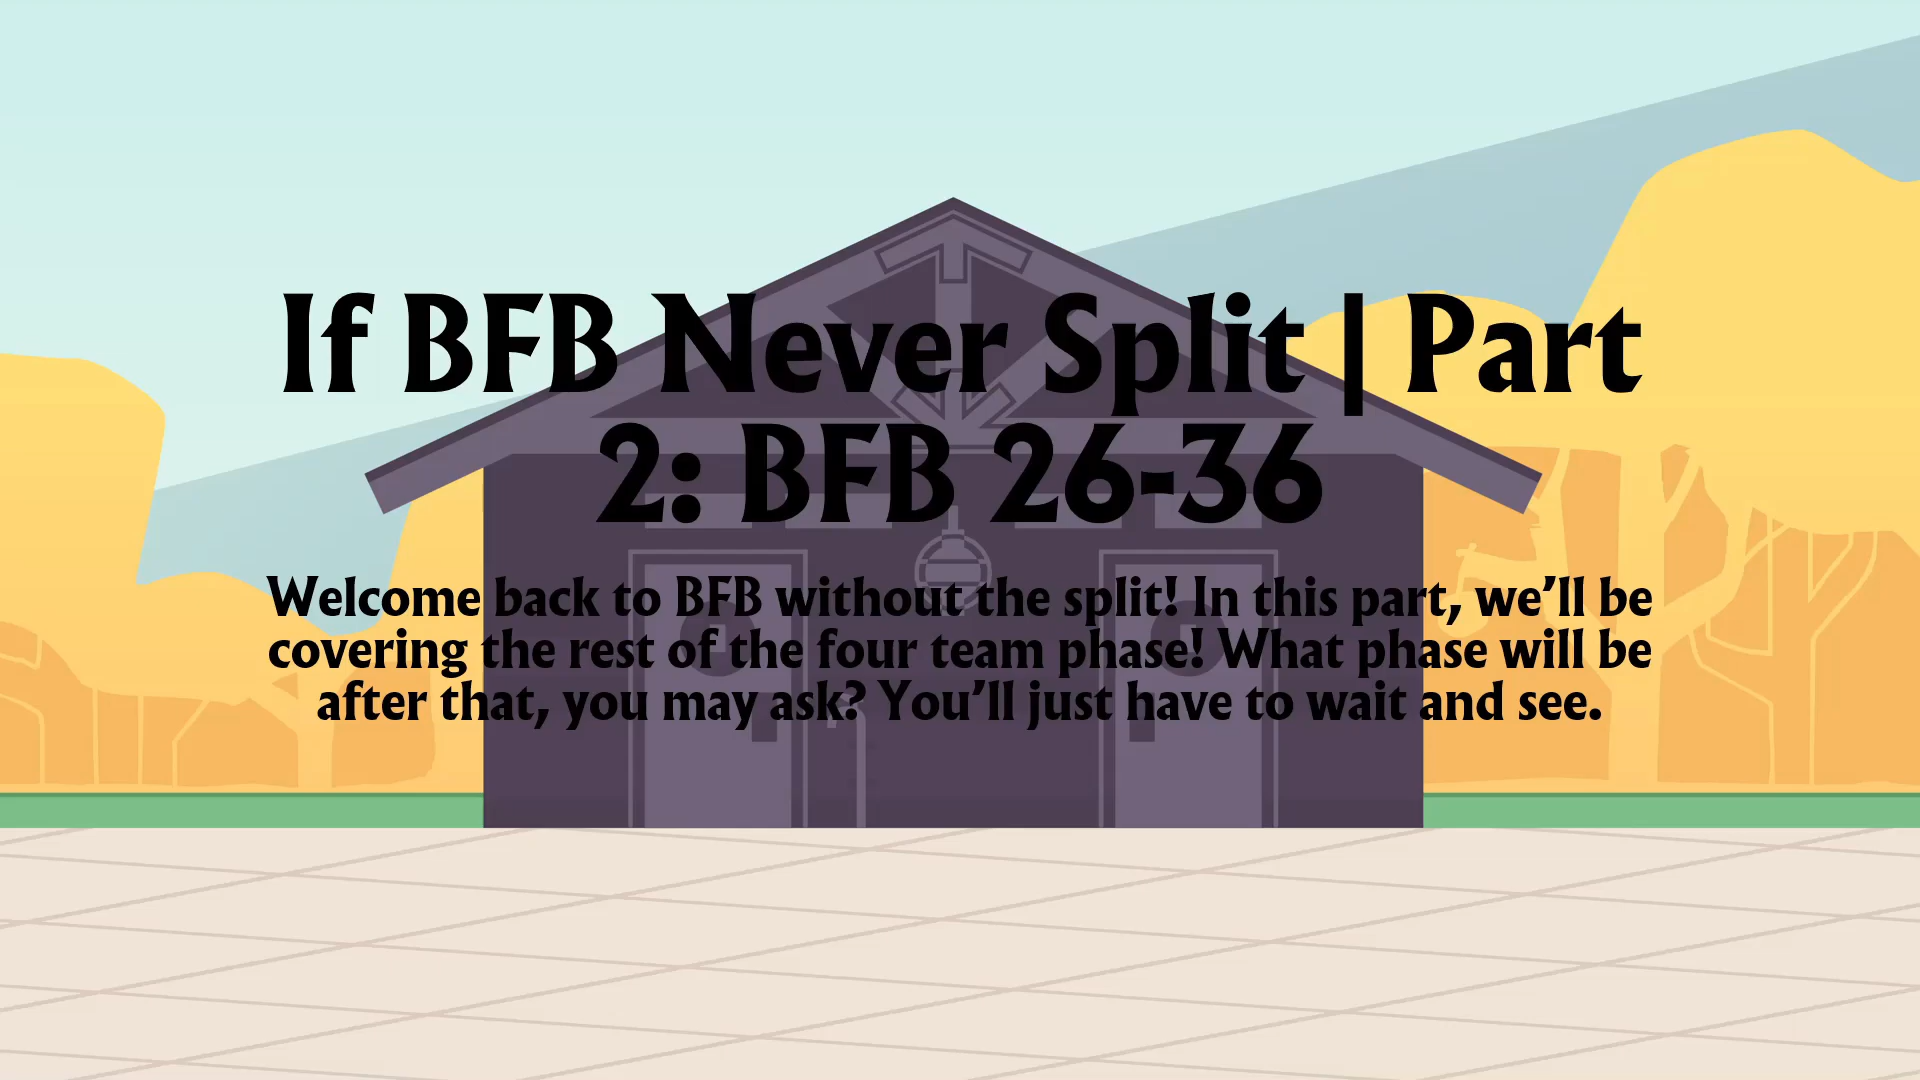 If BFB Never Split | Part
2: BFB 26-36
Welcome back to BFB without the split! In this part, we’ll be
covering the rest of the four team phase! What phase will be
after that, you may ask? You’ll just have to wait and see.